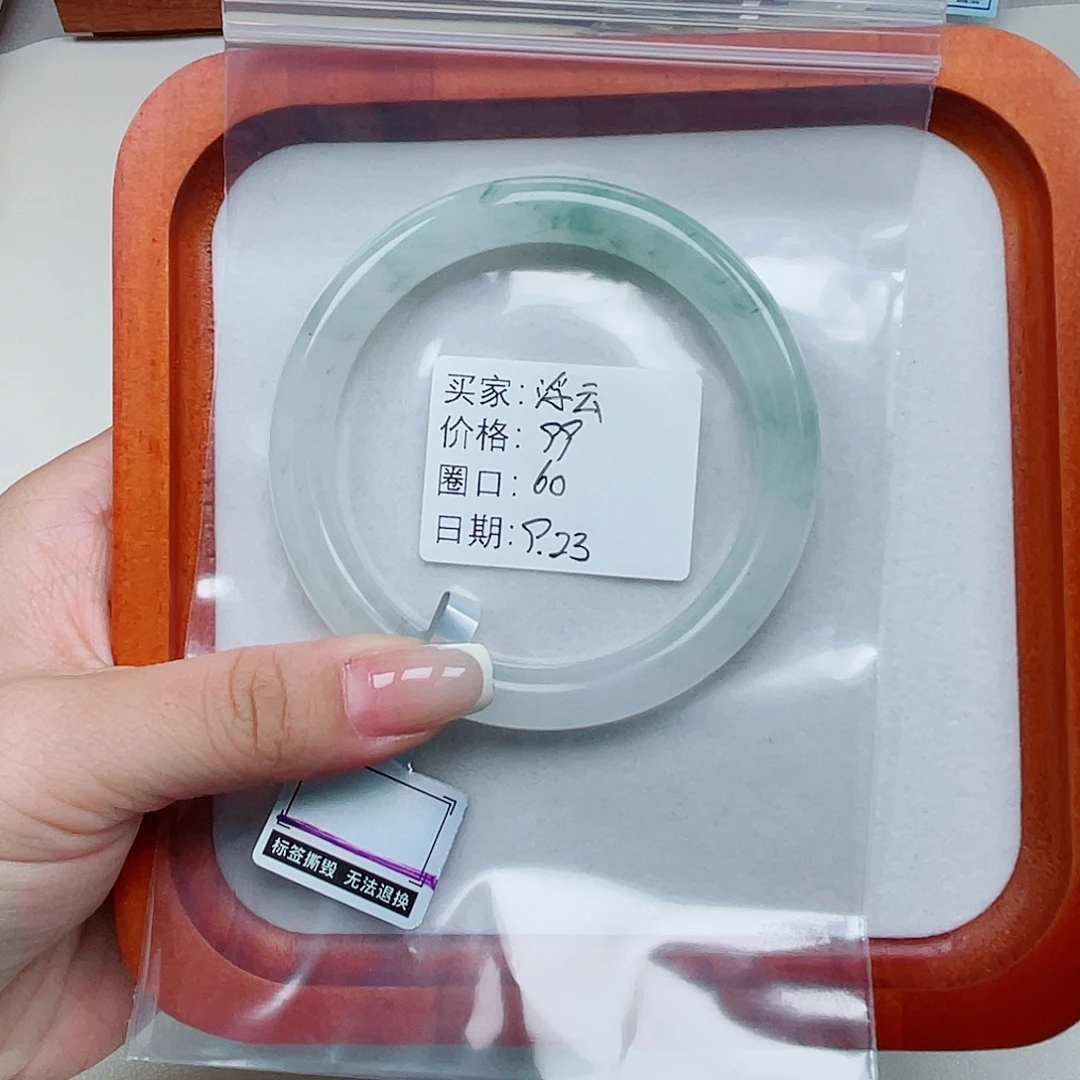 买家: 浮云
价格: 99
圈口: 60
日期: 9.23
标签撕毁 无法退换